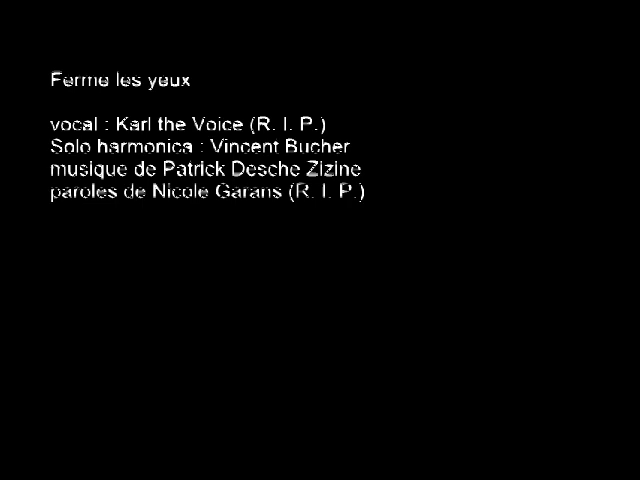 Ferme les yeux
vocal : Karl the Voice (R. I. P.)
Solo harmonica : Vincent Bucher
musique de Patrick Desche Zizine
paroles de Nicole Garans (R. I. P.)